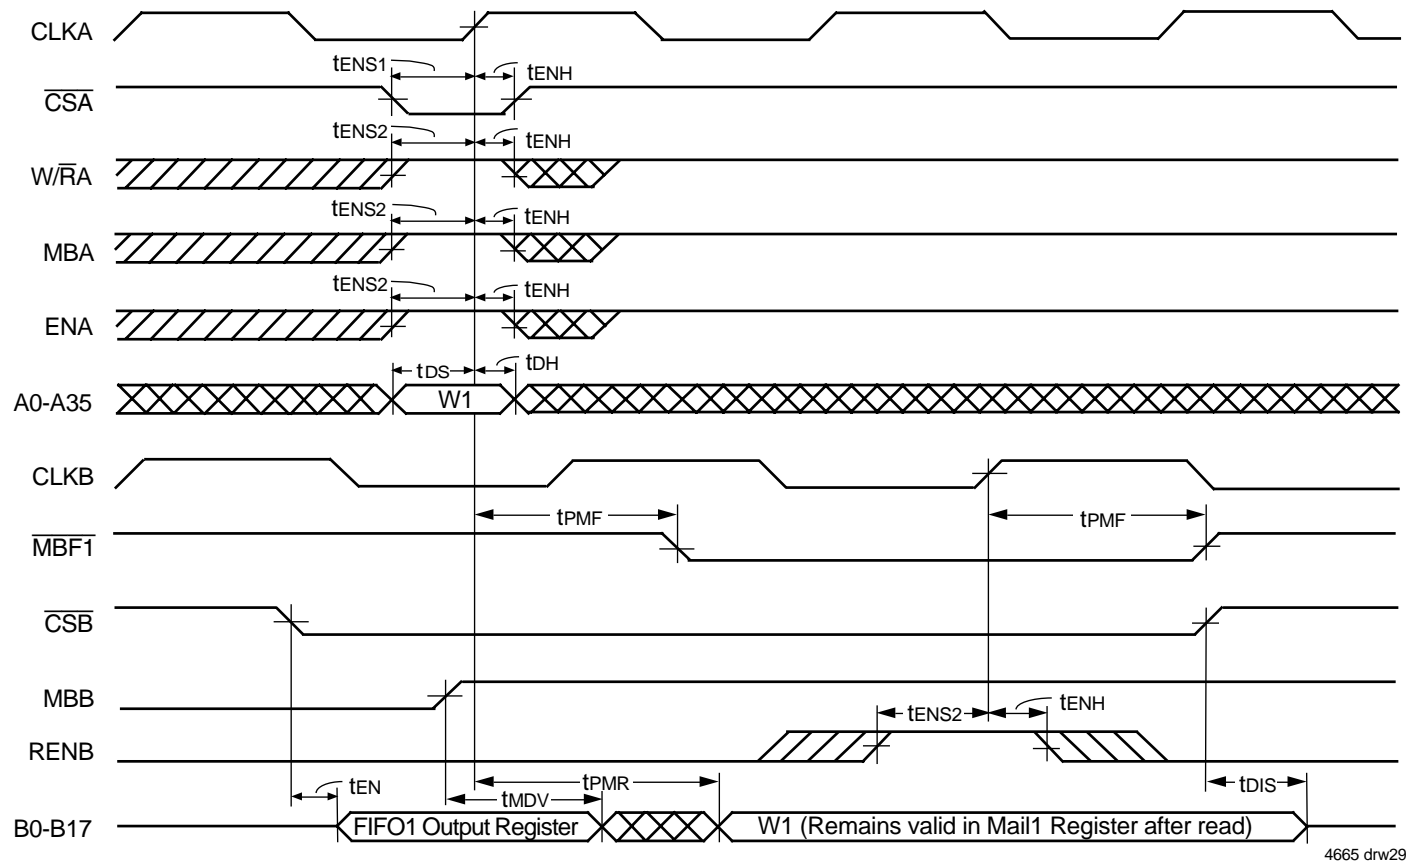 CLKA
tENS1
tENH
CSA
tENS2
tENH
W/RA
tENS2
tENH
MBA
tENS2
tENH
ENA
tDS
tDH
A0-A35
W1
CLKB
tPMF
tPMF
MBF1
CSB
MBB
tENS2
tENH
RENB
tEN
tPMR
tMDV
tDIS
B0-B17
FIFO1 Output Register
W1 (Remains valid in Mail1 Register after read)
4665 drw29